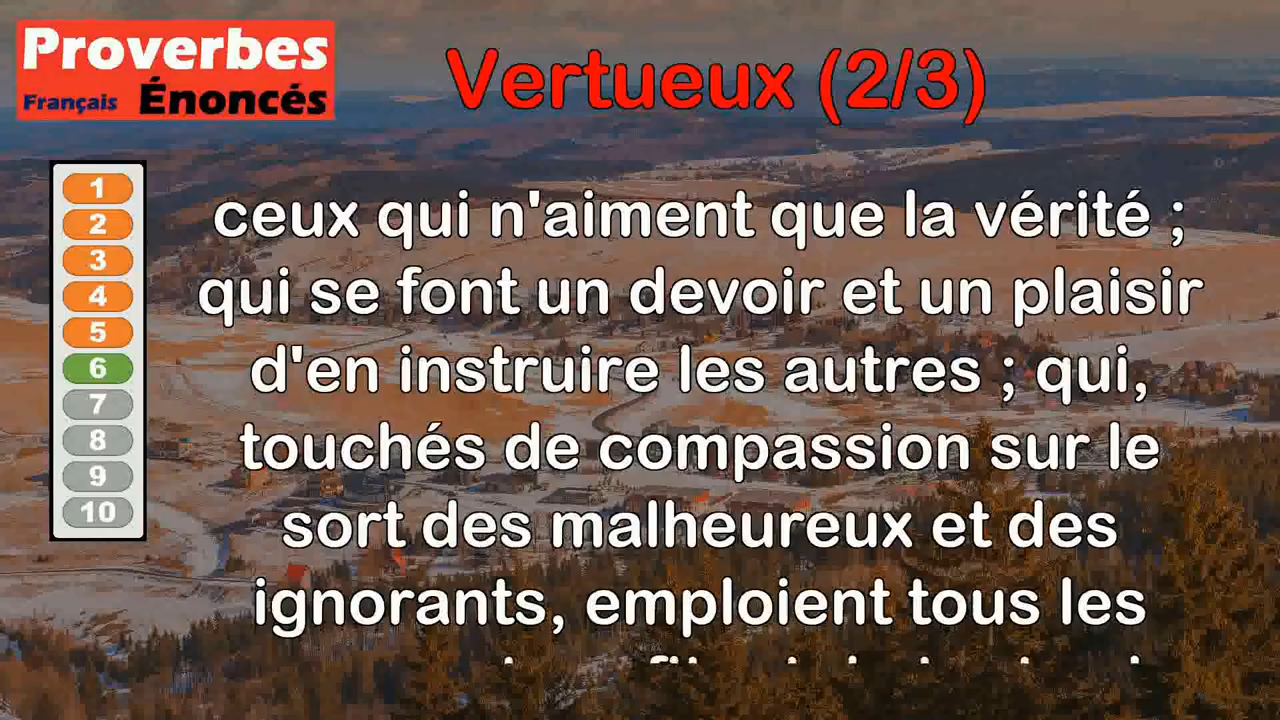 Proverbes
Français Énoncés
Vertueux (2/3)
1
2
3
4
5
6
7
8
9
10
ceux qui n'aiment que la vérité ;
qui se font un devoir et un plaisir
d'en instruire les autres ; qui,
touchés de compassion sur le
sort des malheureux et des
ignorants, emploient tous les